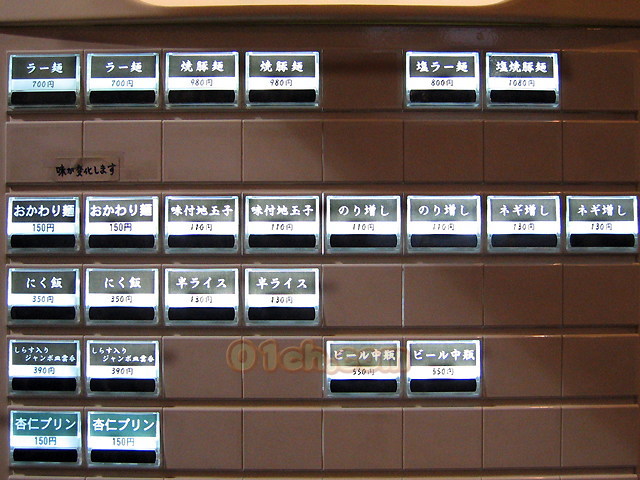 ラー麺
700円
ラー麺
700円
焼豚麺
980円
焼豚麺
980円
塩ラー麺
800円
塩焼豚麺
1080円
味が変化します
おかわり麺
150円
おかわり麺
150円
味付地玉子
110円
味付地玉子
110円
のり増し
110円
のり増し
110円
ネギ増し
130円
ネギ増し
130円
にく飯
350円
にく飯
350円
半ライス
130円
半ライス
130円
しらす入り
ジャンボ皿雲呑
390円
しらす入り
ジャンボ皿雲呑
390円
ビール中瓶
550円
ビール中瓶
550円
杏仁プリン
150円
杏仁プリン
150円
01ch.com